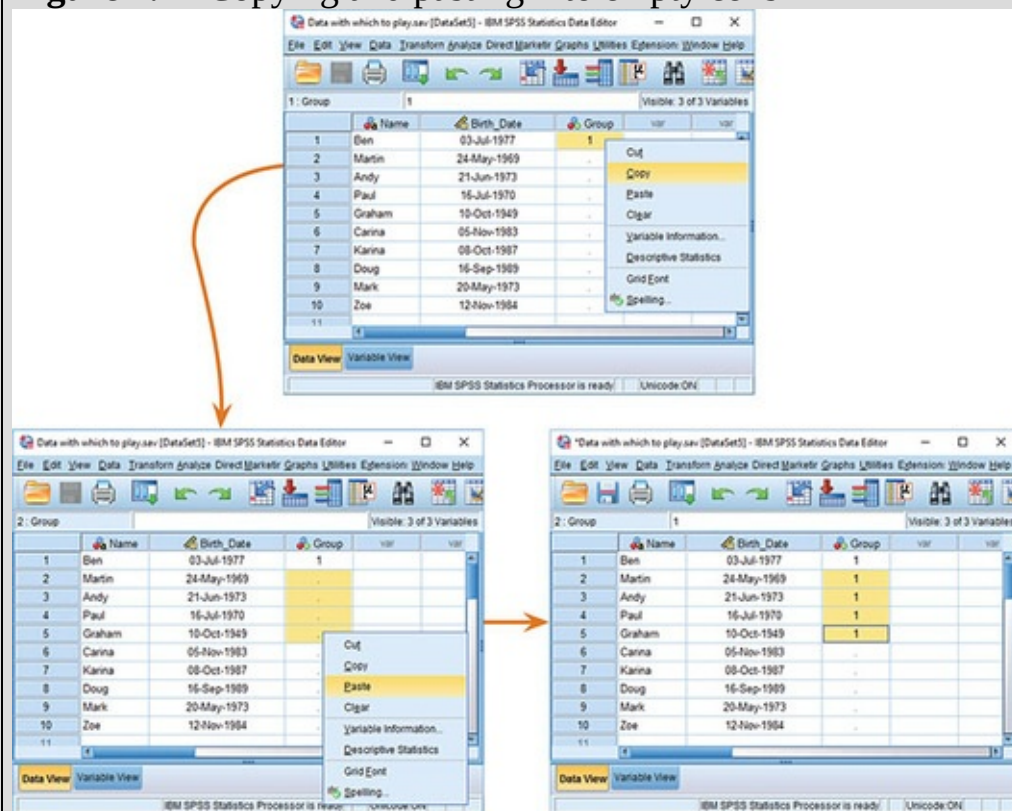 Data with which to play.sav [DataSet5] - IBM SPSS Statistics Data Editor
File Edit View Data Transform Analyze Direct Marketir Graphs Utilities Extension: Window Help
1 : Group 1 Visible: 3 of 3 Variables
Name Birth_Date Group var var
1 Ben 03-Jul-1977 1
2 Martin 24-May-1969 .
3 Andy 21-Jun-1973 .
4 Paul 16-Jul-1970 .
5 Graham 10-Oct-1949 .
6 Carina 05-Nov-1983 .
7 Karina 08-Oct-1987 .
8 Doug 16-Sep-1989 .
9 Mark 20-May-1973 .
10 Zoe 12-Nov-1984 .
11
Cut
Copy
Paste
Clear
Variable Information...
Descriptive Statistics
Grid Font
Spelling...
Data View Variable View
IBM SPSS Statistics Processor is ready Unicode:ON
Data with which to play.sav [DataSet5] - IBM SPSS Statistics Data Editor
File Edit View Data Transform Analyze Direct Marketir Graphs Utilities Extension: Window Help
2 : Group Visible: 3 of 3 Variables
Name Birth_Date Group var var
1 Ben 03-Jul-1977 1
2 Martin 24-May-1969 .
3 Andy 21-Jun-1973 .
4 Paul 16-Jul-1970 .
5 Graham 10-Oct-1949 .
6 Carina 05-Nov-1983
7 Karina 08-Oct-1987
8 Doug 16-Sep-1989
9 Mark 20-May-1973
10 Zoe 12-Nov-1984
11
Cut
Copy
Paste
Clear
Variable Information...
Descriptive Statistics
Grid Font
Spelling...
Data View Variable View
IBM SPSS Statistics Processor is ready Unicode:ON
*Data with which to play.sav [DataSet5] - IBM SPSS Statistics Data Editor
File Edit View Data Transform Analyze Direct Marketir Graphs Utilities Extension: Window Help
2 : Group 1 Visible: 3 of 3 Variables
Name Birth_Date Group var var
1 Ben 03-Jul-1977 1
2 Martin 24-May-1969 1
3 Andy 21-Jun-1973 1
4 Paul 16-Jul-1970 1
5 Graham 10-Oct-1949 1
6 Carina 05-Nov-1983 .
7 Karina 08-Oct-1987 .
8 Doug 16-Sep-1989 .
9 Mark 20-May-1973 .
10 Zoe 12-Nov-1984 .
11
Data View Variable View
IBM SPSS Statistics Processor is ready Unicode:ON